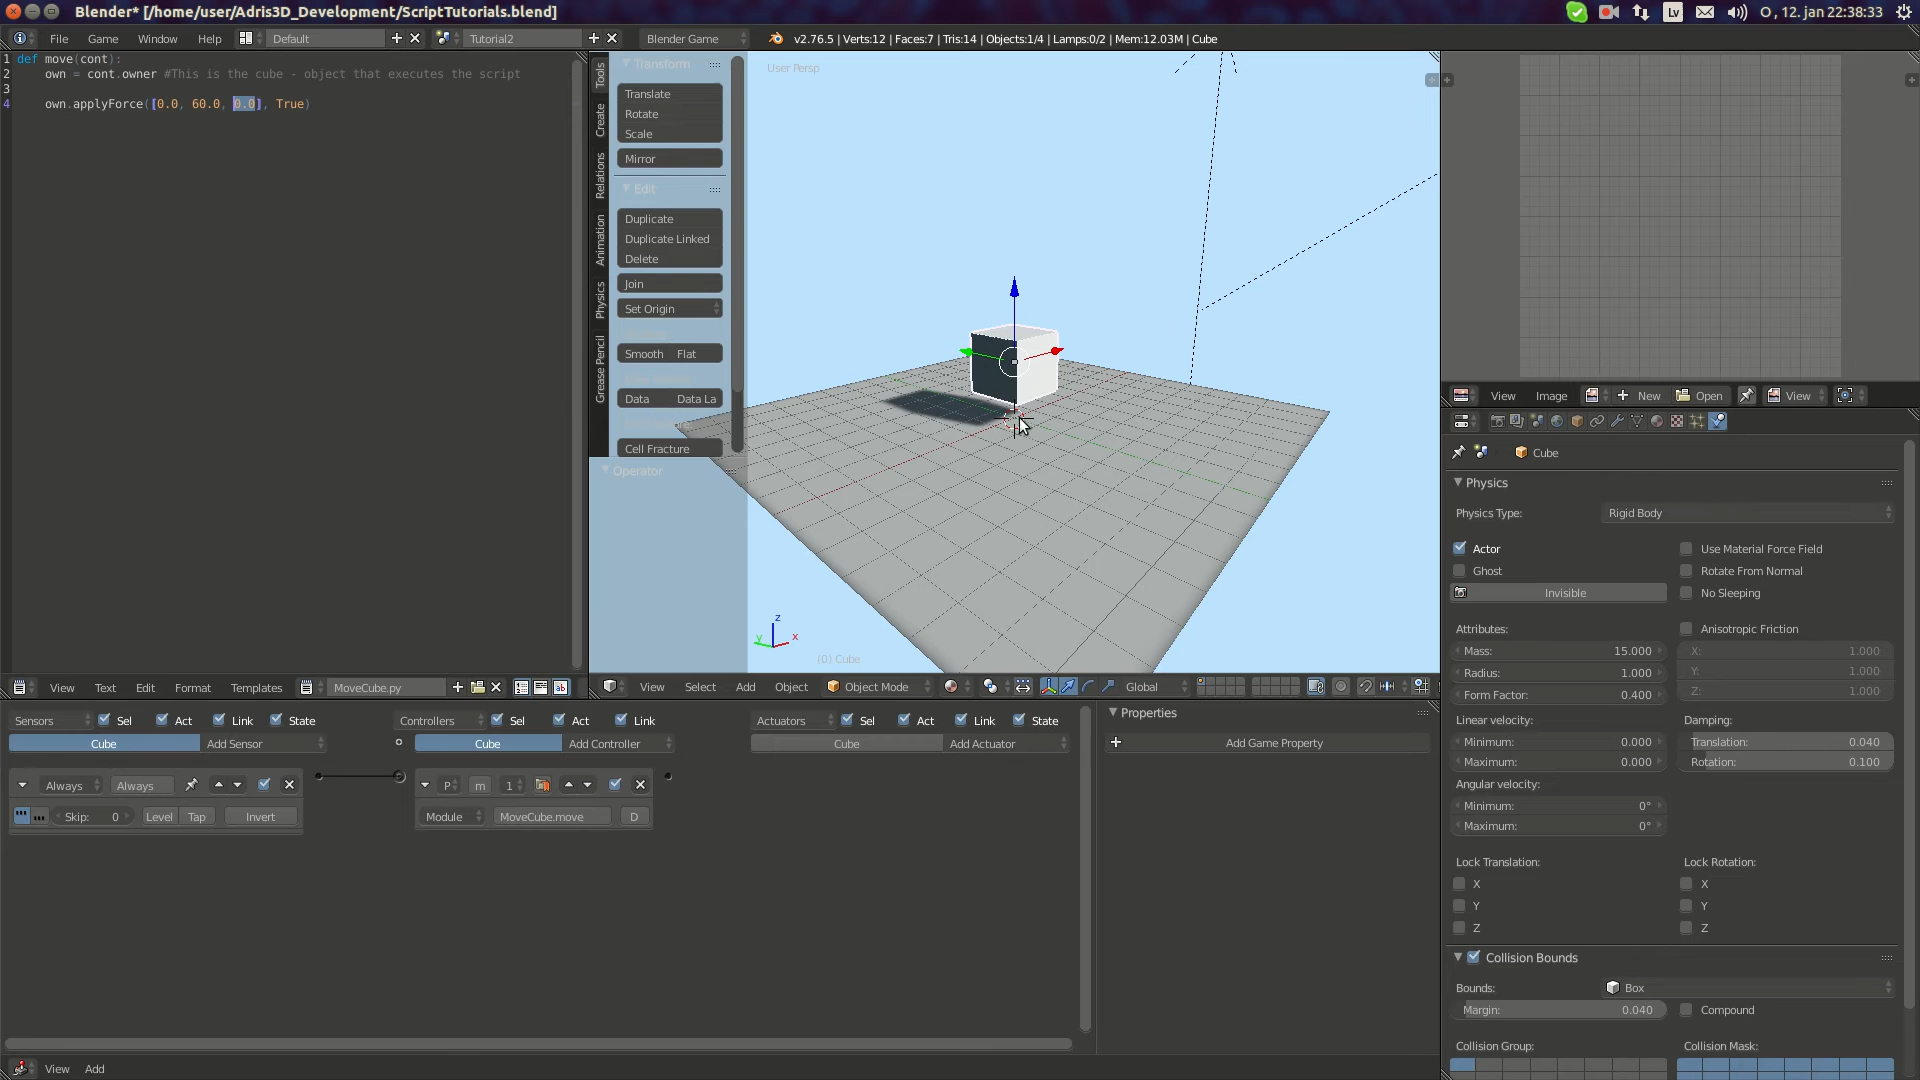 Blender* [/home/user/Adris3D_Development/ScriptTutorials.blend]
Lv
O , 12. jan 22:38:33
File Game Window Help Default Tutorial2 Blender Game v2.76.5 | Verts:12 | Faces:7 | Tris:14 | Objects:1/4 | Lamps:0/2 | Mem:12.03M | Cube
1 def move(cont):
2 own = cont.owner #This is the cube - object that executes the script
3
4 own.applyForce([0.0, 60.0, 0.0], True)
Tools
Create
Relations
Animation
Physics
Grease Pencil
Transform
Translate
Rotate
Scale
Mirror
Edit
Duplicate
Duplicate Linked
Delete
Join
Set Origin
Smooth Flat
Data Data La
Cell Fracture
Operator
User Persp
z
y x
(0) Cube
View Text Edit Format Templates MoveCube.py
View Select Add Object Object Mode Global
View Image New Open View
Cube
Physics
Physics Type: Rigid Body
Actor Use Material Force Field
Ghost Rotate From Normal
Invisible No Sleeping
Attributes: Anisotropic Friction
Mass: 15.000 X: 1.000
Radius: 1.000 Y: 1.000
Form Factor: 0.400 Z: 1.000
Linear velocity: Damping:
Minimum: 0.000 Translation: 0.040
Maximum: 0.000 Rotation: 0.100
Angular velocity:
Minimum: 0°
Maximum: 0°
Lock Translation: Lock Rotation:
X X
Y Y
Z Z
Collision Bounds
Bounds: Box
Margin: 0.040 Compound
Collision Group: Collision Mask:
Sensors Sel Act Link State Controllers Sel Act Link Actuators Sel Act Link State
Cube Add Sensor Cube Add Controller Cube Add Actuator
Always Always P m 1
Skip: 0 Level Tap Invert Module MoveCube.move D
Properties
Add Game Property
View Add